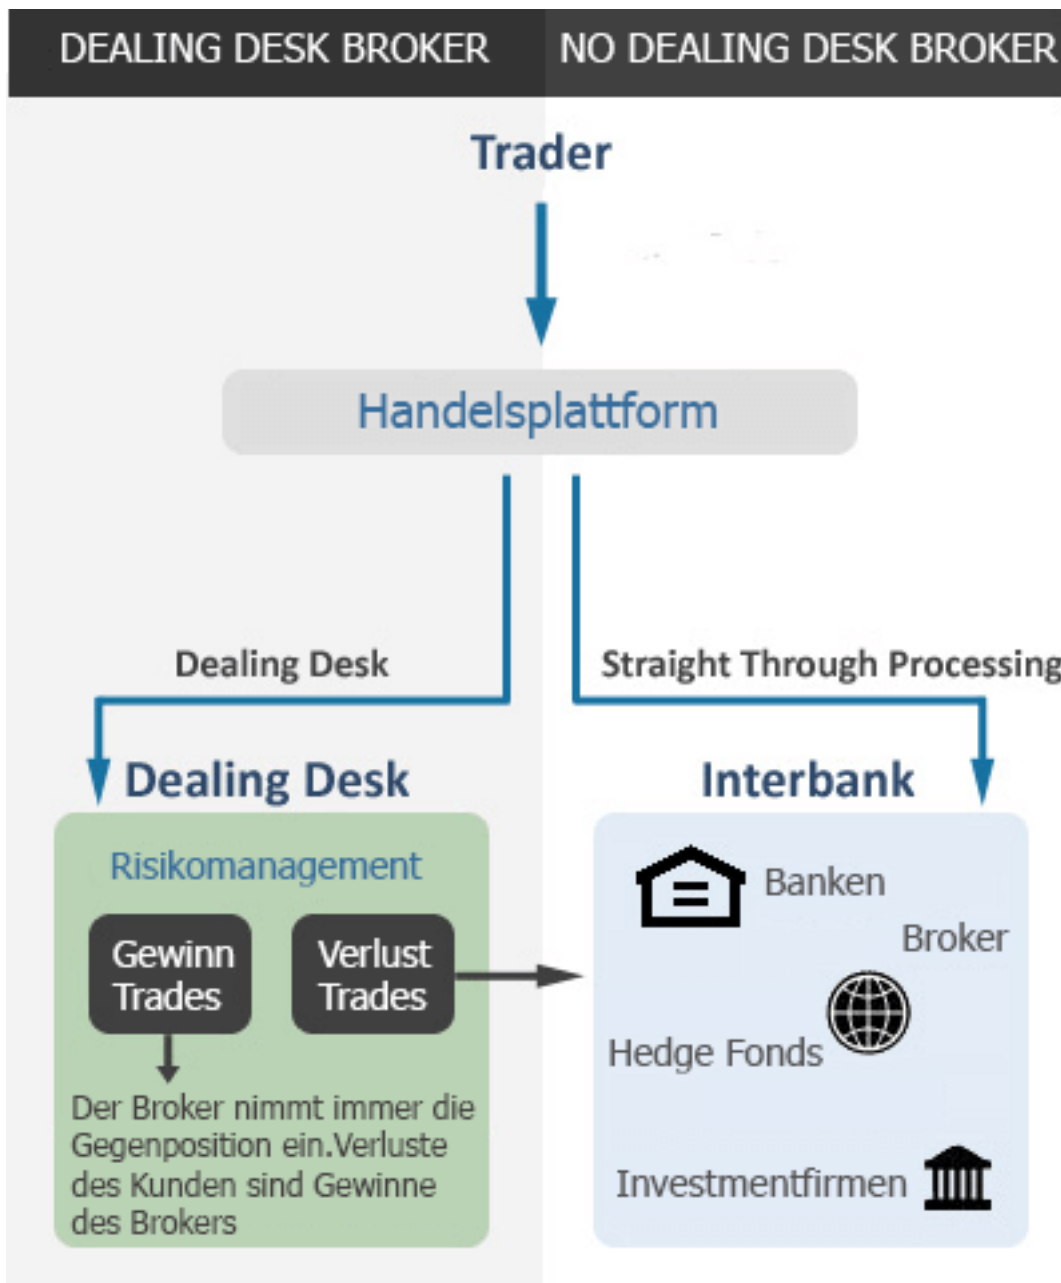 DEALING DESK BROKER
NO DEALING DESK BROKER
Trader
Handelsplattform
Dealing Desk
Straight Through Processing
Dealing Desk
Interbank
Risikomanagement
Gewinn
Trades
Verlust
Trades
Der Broker nimmt immer die
Gegenposition ein.Verluste
des Kunden sind Gewinne
des Brokers
Banken
Broker
Hedge Fonds
Investmentfirmen